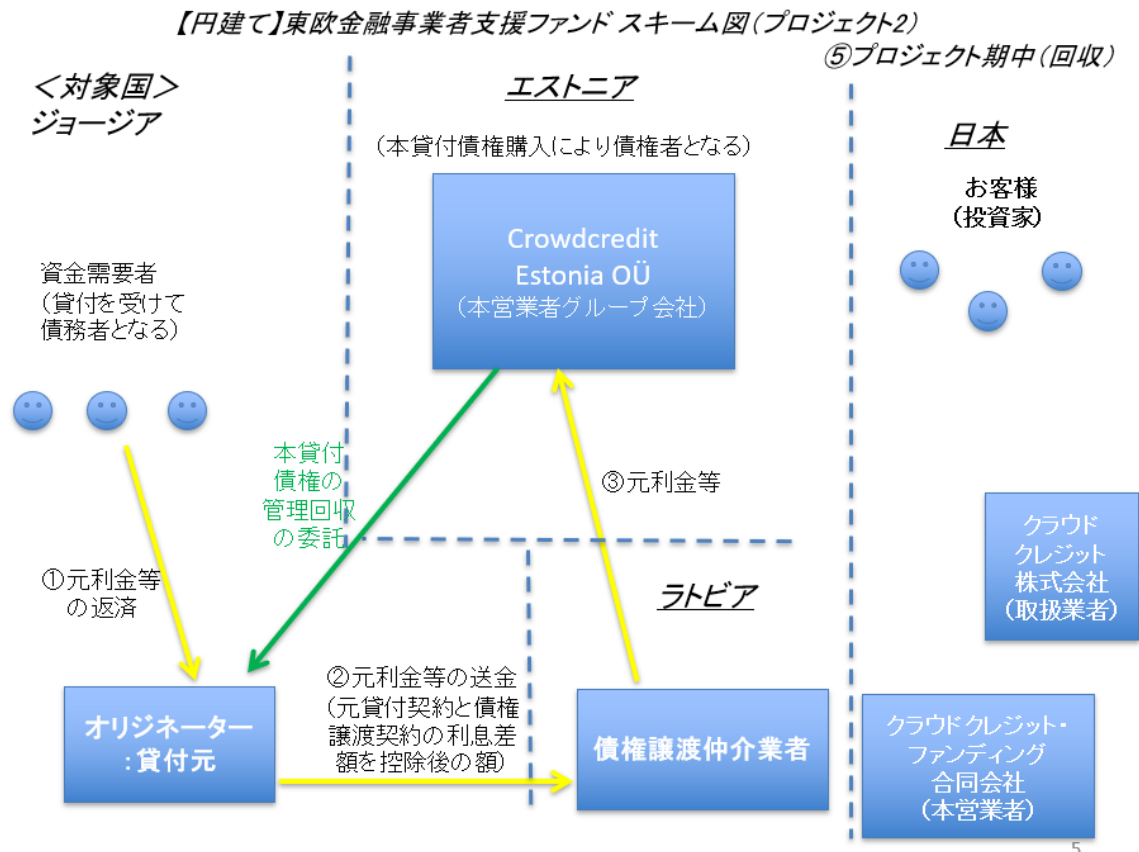 【円建て】東欧金融事業者支援ファンド スキーム図(プロジェクト2)
⑤プロジェクト期中(回収)
＜対象国＞
ジョージア
エストニア
(本貸付債権購入により債権者となる)
日本
お客様
(投資家)
Crowdcredit
Estonia OÜ
(本営業者グループ会社)
資金需要者
(貸付を受けて
債務者となる)
本貸付
債権の
管理回収
の委託
③元利金等
クラウド
クレジット
株式会社
(取扱業者)
①元利金等
の返済
ラトビア
②元利金等の送金
(元貸付契約と債権
譲渡契約の利息差
額を控除後の額)
オリジネーター
：貸付元
債権譲渡仲介業者
クラウドクレジット・
ファンディング
合同会社
(本営業者)
5